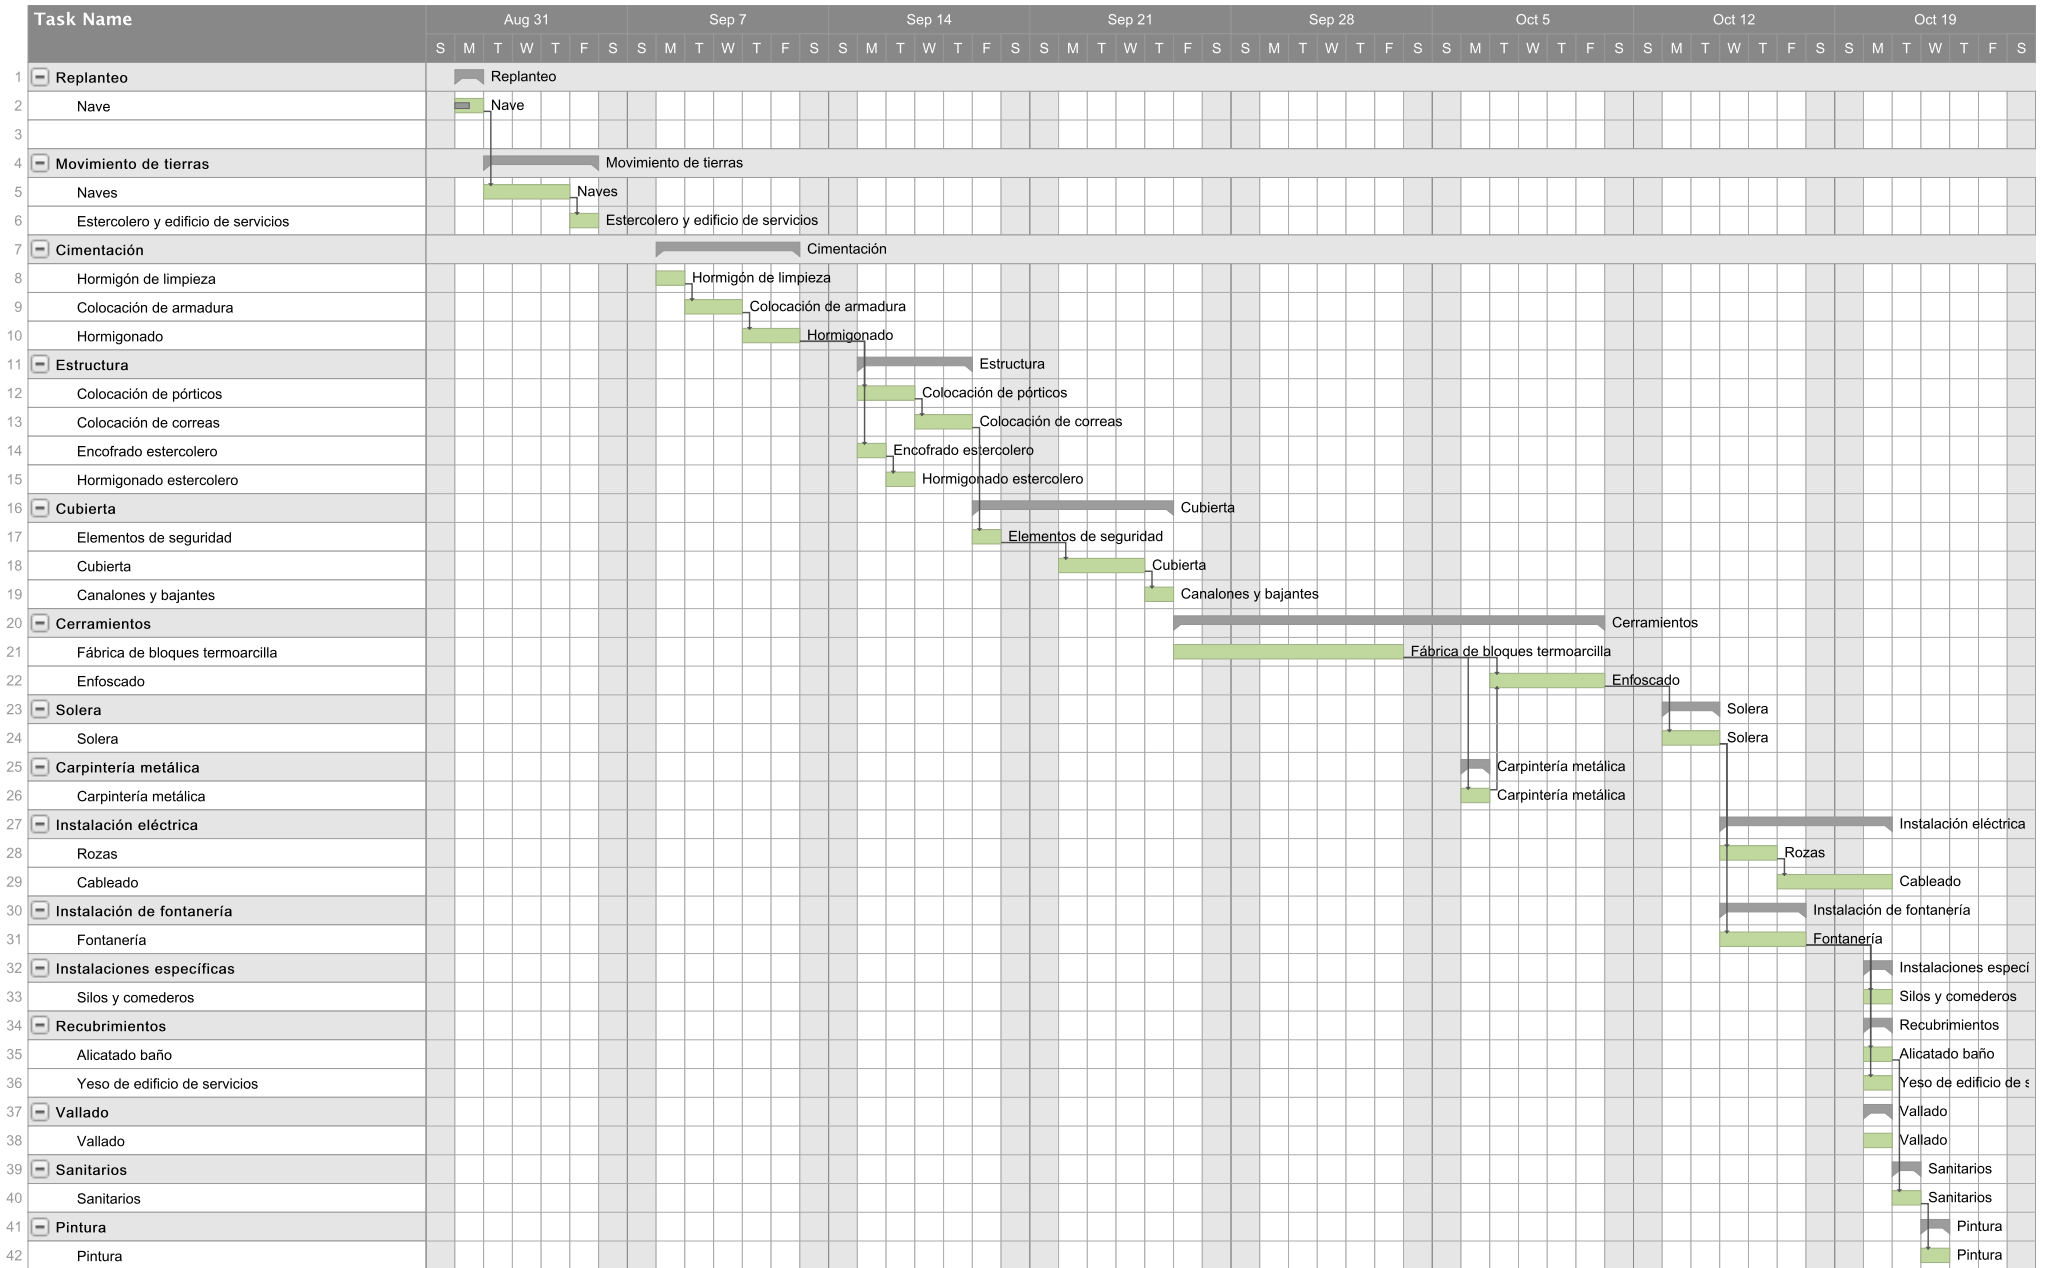 Task Name
Aug 31 Sep 7 Sep 14 Sep 21 Sep 28 Oct 5 Oct 12 Oct 19
S M T W T F S S M T W T F S S M T W T F S S M T W T F S S M T W T F S S M T W T F S S M T W T F S S M T W T F S
1 Replanteo Replanteo
2 Nave Nave
3
4 Movimiento de tierras Movimiento de tierras
5 Naves Naves
6 Estercolero y edificio de servicios Estercolero y edificio de servicios
7 Cimentación Cimentación
8 Hormigón de limpieza Hormigón de limpieza
9 Colocación de armadura Colocación de armadura
10 Hormigonado Hormigonado
11 Estructura Estructura
12 Colocación de pórticos Colocación de pórticos
13 Colocación de correas Colocación de correas
14 Encofrado estercolero Encofrado estercolero
15 Hormigonado estercolero Hormigonado estercolero
16 Cubierta Cubierta
17 Elementos de seguridad Elementos de seguridad
18 Cubierta Cubierta
19 Canalones y bajantes Canalones y bajantes
20 Cerramientos Cerramientos
21 Fábrica de bloques termoarcilla Fábrica de bloques termoarcilla
22 Enfoscado Enfoscado
23 Solera Solera
24 Solera Solera
25 Carpintería metálica Carpintería metálica
26 Carpintería metálica Carpintería metálica
27 Instalación eléctrica Instalación eléctrica
28 Rozas Rozas
29 Cableado Cableado
30 Instalación de fontanería Instalación de fontanería
31 Fontanería Fontanería
32 Instalaciones específicas Instalaciones especí
33 Silos y comederos Silos y comederos
34 Recubrimientos Recubrimientos
35 Alicatado baño Alicatado baño
36 Yeso de edificio de servicios Yeso de edificio de s
37 Vallado Vallado
38 Vallado Vallado
39 Sanitarios Sanitarios
40 Sanitarios Sanitarios
41 Pintura Pintura
42 Pintura Pintura